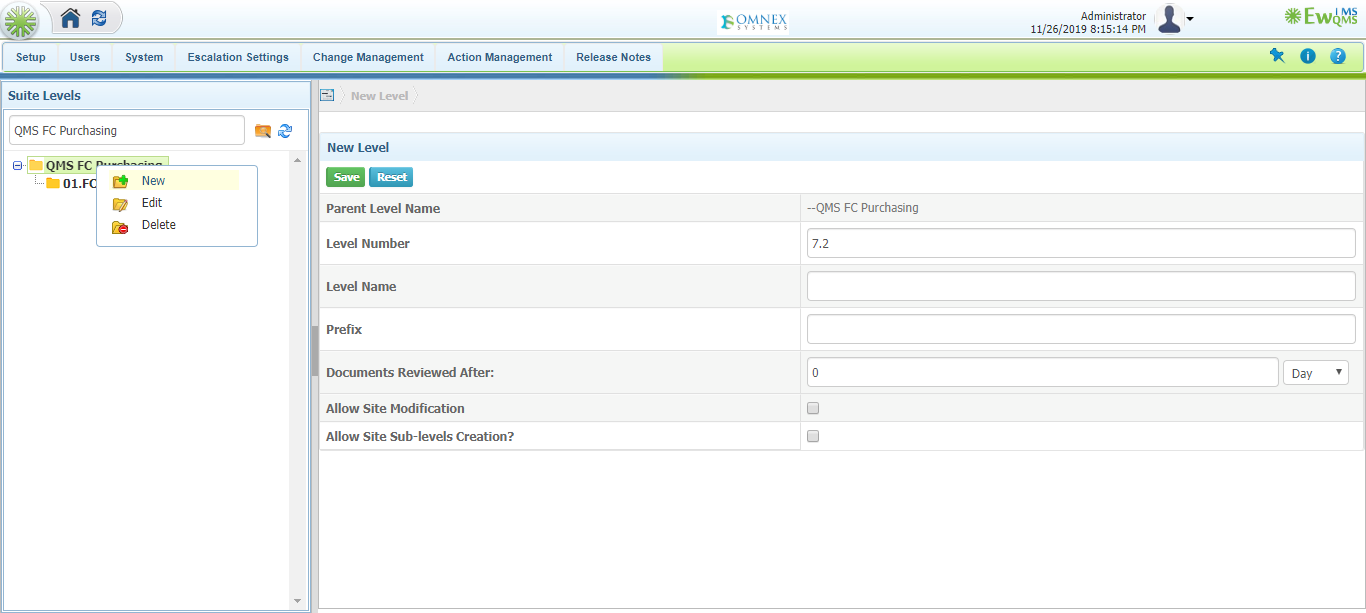 OMNEX
SYSTEMS
Administrator
11/26/2019 8:15:14 PM
EwQMS
iMS
Setup Users System Escalation Settings Change Management Action Management Release Notes
Suite Levels
QMS FC Purchasing
QMS FC Purchasing
01.FC
New
Edit
Delete
New Level
New Level
Save Reset
Parent Level Name --QMS FC Purchasing
Level Number 7.2
Level Name
Prefix
Documents Reviewed After: 0 Day
Allow Site Modification
Allow Site Sub-levels Creation?